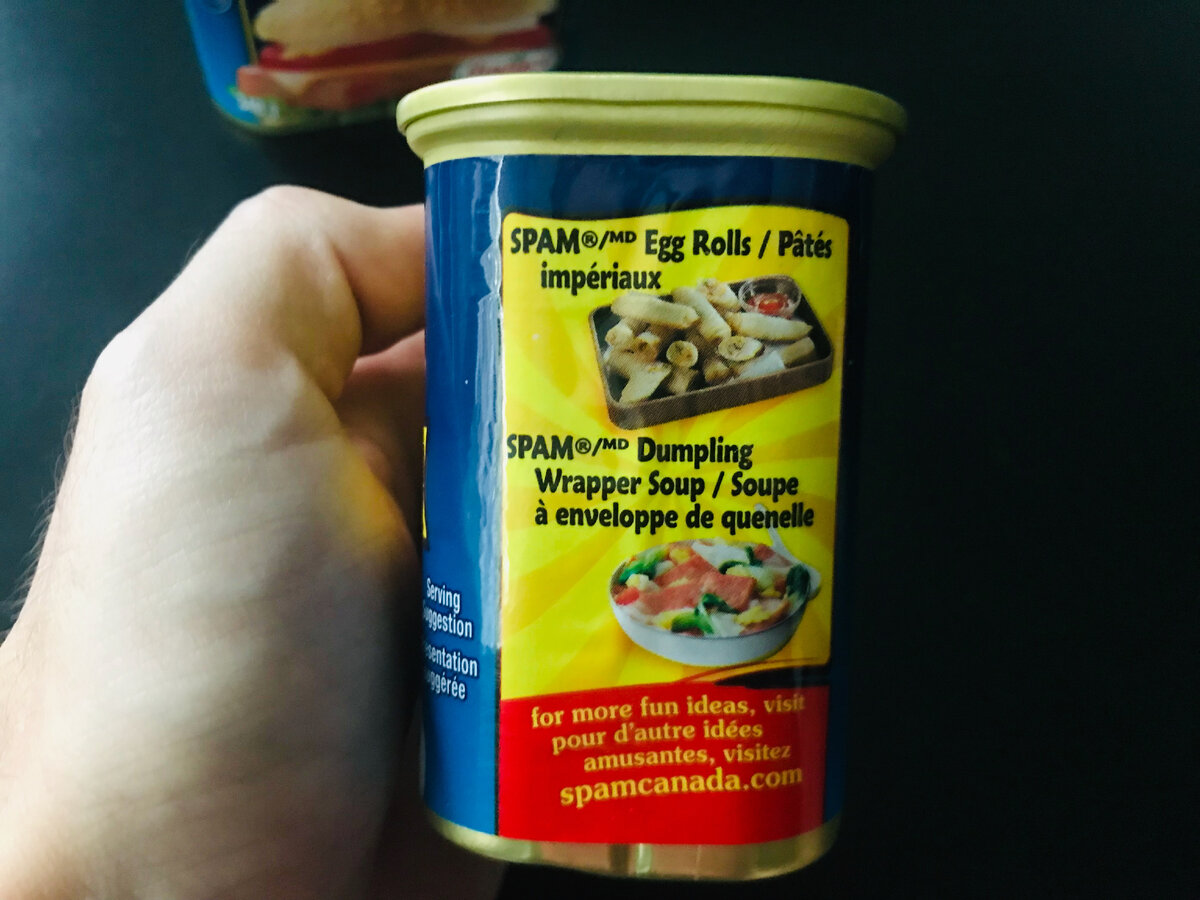 SPAM®/MD Egg Rolls / Pâtés
impériaux
SPAM®/MD Dumpling
Wrapper Soup / Soupe
à enveloppe de quenelle
Serving
for more fun ideas, visit
pour d'autre idées
amusantes, visitez
spamcanada.com